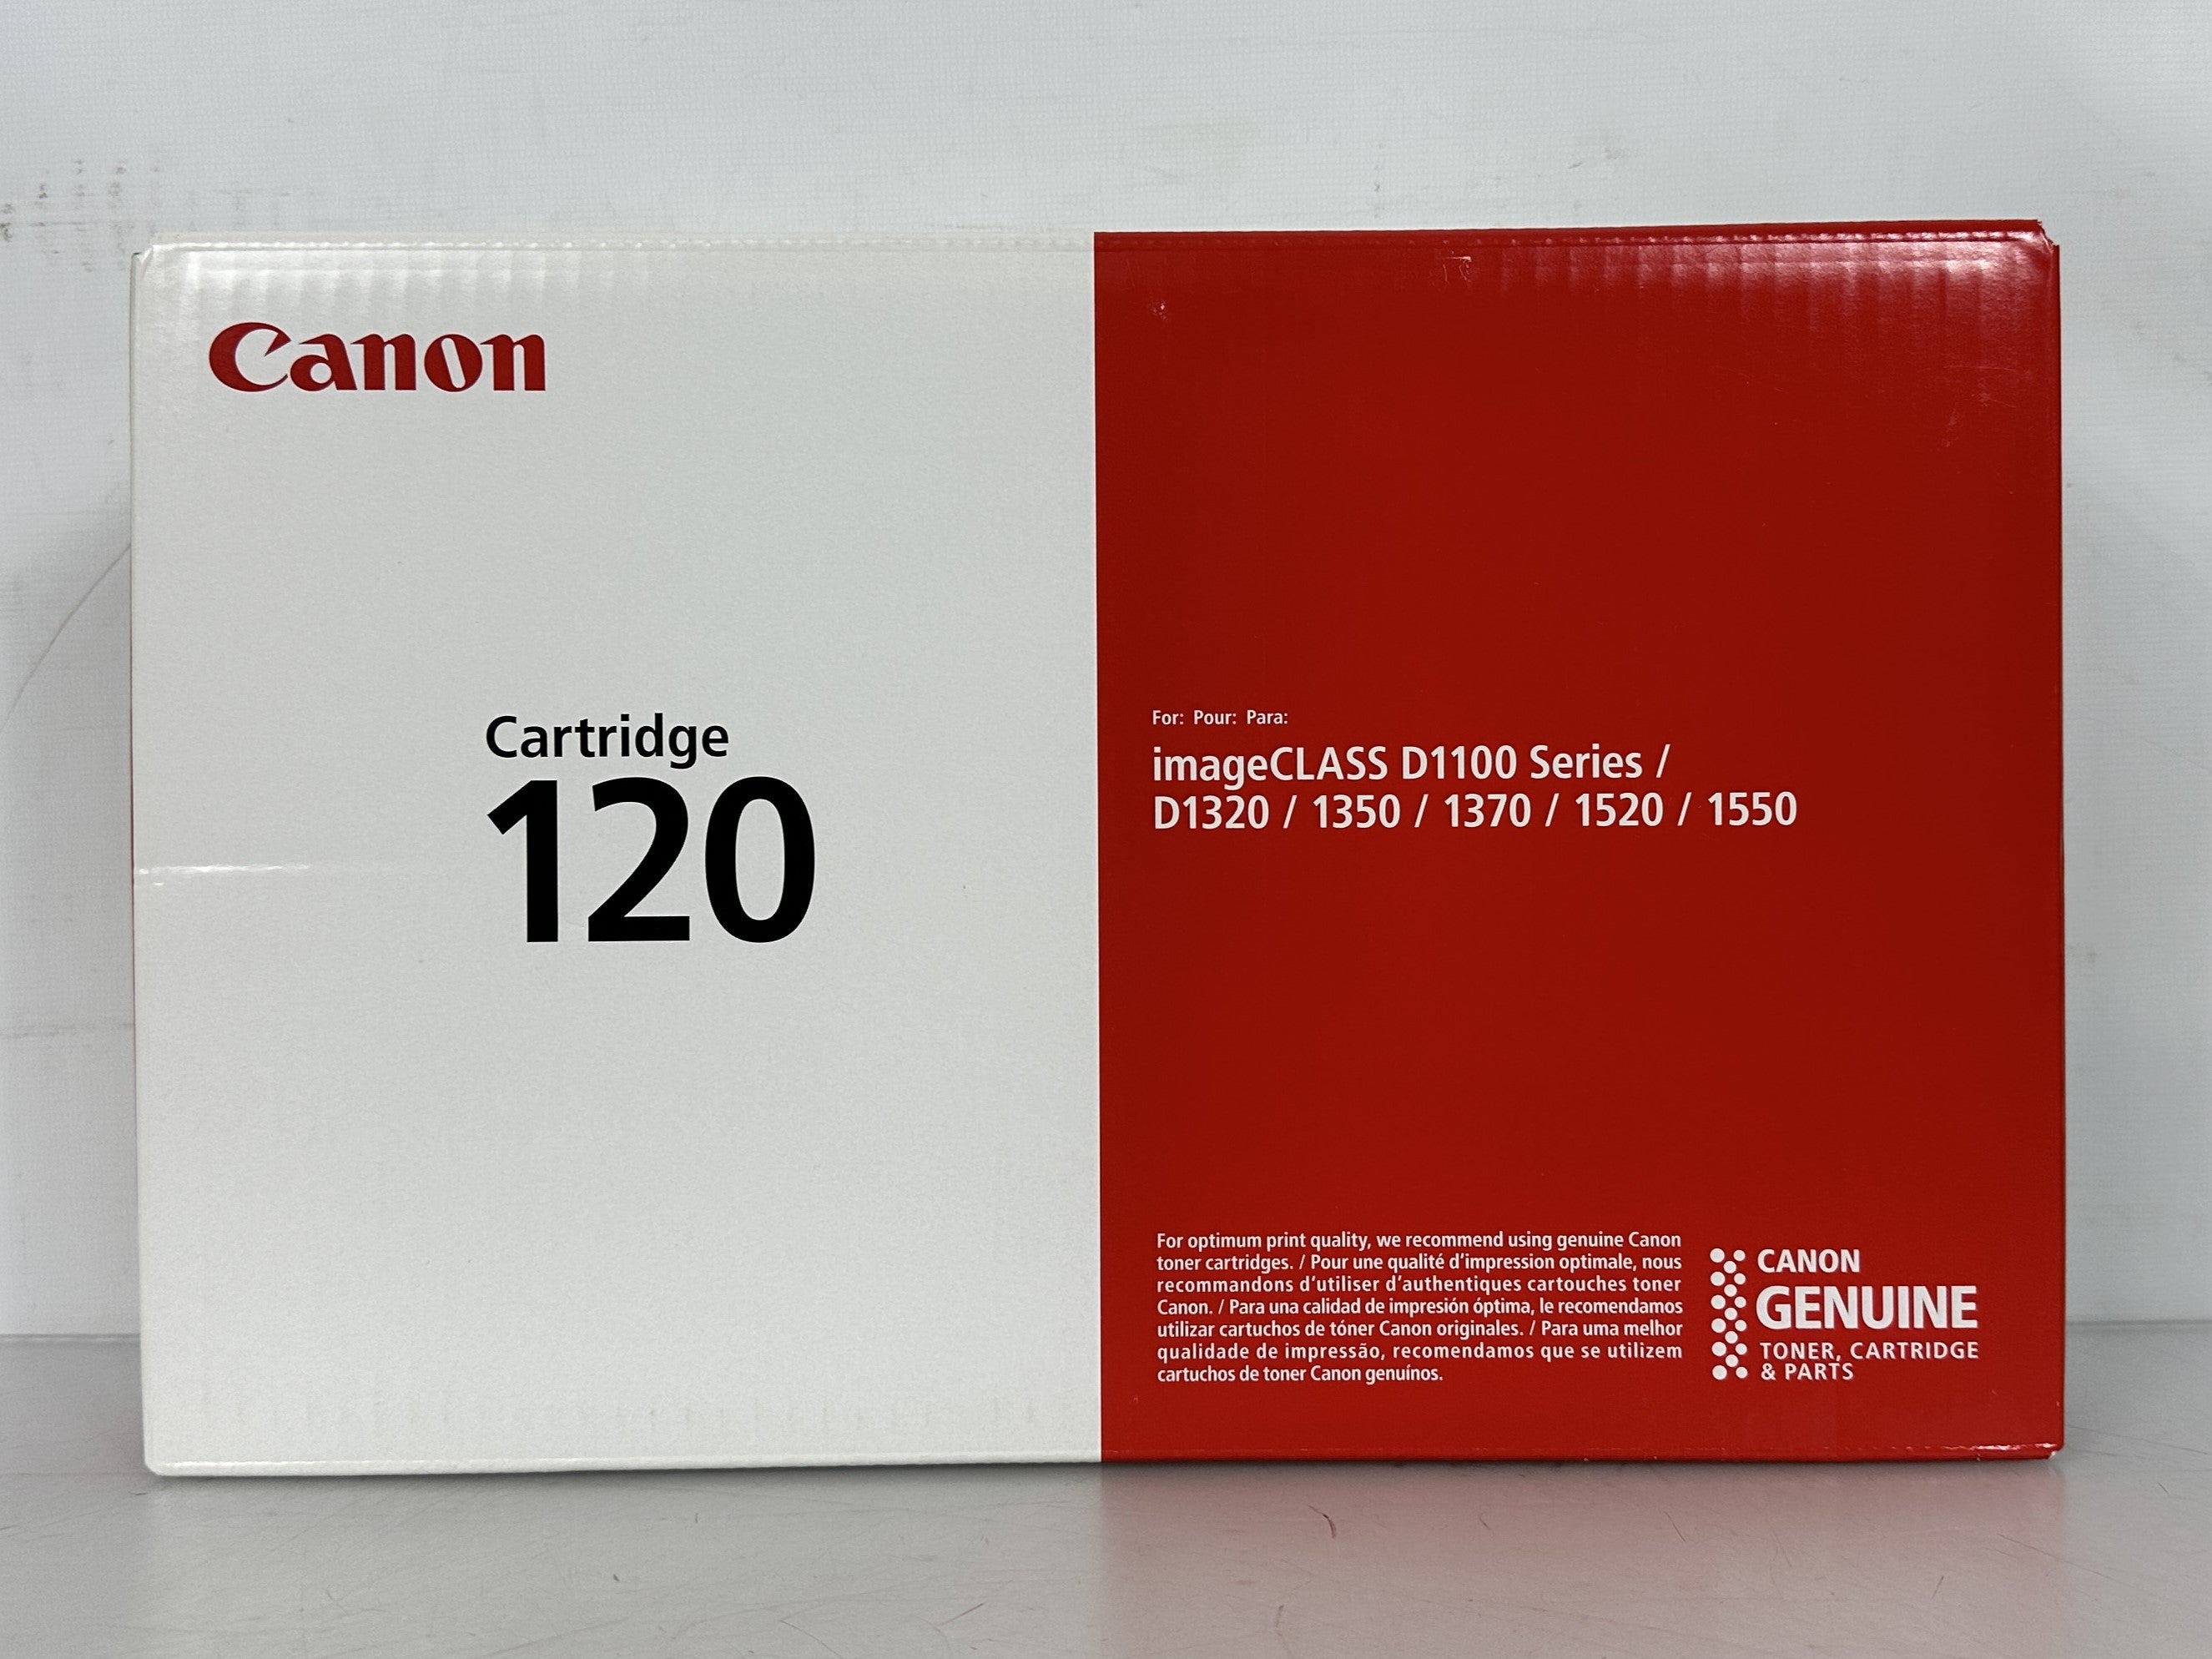 Canon
Cartridge
120
For: Pour: Para:
imageCLASS D1100 Series /
D1320 / 1350 / 1370 / 1520 / 1550
For optimum print quality, we recommend using genuine Canon
toner cartridges. / Pour une qualité d'impression optimale, nous
recommandons d'utiliser d'authentiques cartouches toner
Canon. / Para una calidad de impresión óptima, le recomendamos
utilizar cartuchos de tóner Canon originales. / Para uma melhor
qualidade de impressão, recomendamos que se utilizem
cartuchos de toner Canon genuínos.
CANON
GENUINE
TONER, CARTRIDGE
& PARTS